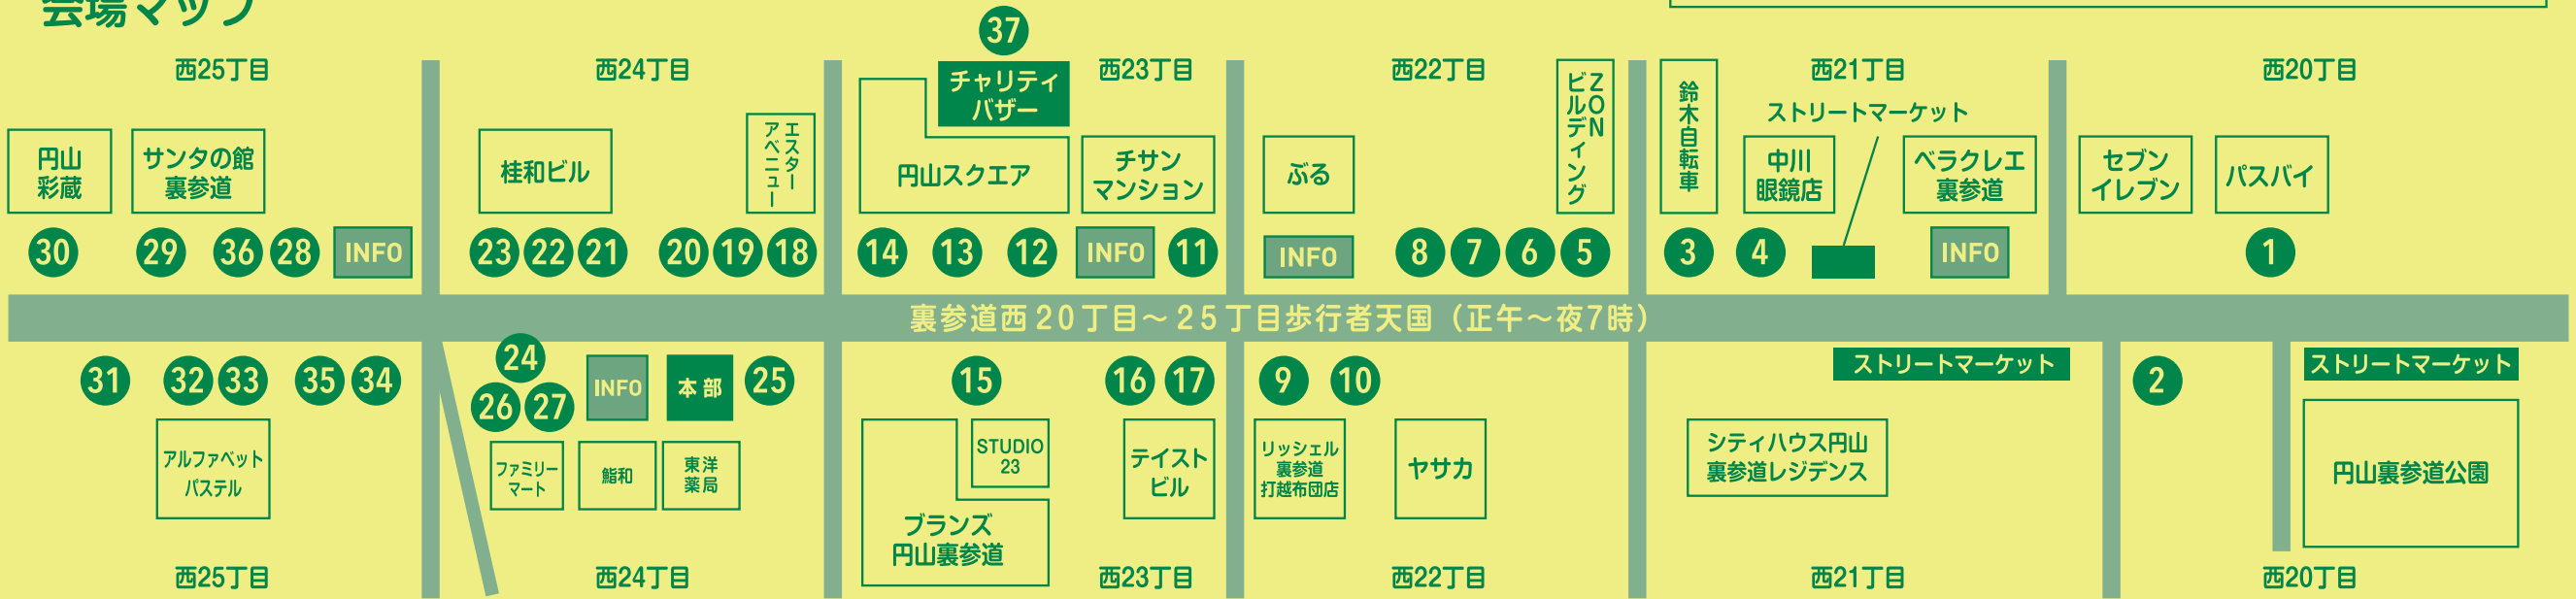 会場マップ
37
西25丁目
西24丁目
チャリティ
バザー
西23丁目
西22丁目
ZON
ビルディング
鈴木自転車
西21丁目
ストリートマーケット
西20丁目
円山
彩蔵
サンタの館
裏参道
桂和ビル
エスター
アベニュー
円山スクエア
チサン
マンション
ぶる
中川
眼鏡店
ベラクレエ
裏参道
セブン
イレブン
パスバイ
30
29
36
28
INFO
23
22
21
20
19
18
14
13
12
INFO
11
INFO
8
7
6
5
3
4
INFO
1
裏参道西20丁目～25丁目歩行者天国（正午～夜7時）
31
32
33
35
34
24
26
27
INFO
本部
25
15
16
17
9
10
ストリートマーケット
2
ストリートマーケット
アルファベット
パステル
ファミリー
マート
鮨和
東洋
薬局
STUDIO
23
ブランズ
円山裏参道
テイスト
ビル
リッシェル
裏参道
打越布団店
ヤサカ
シティハウス円山
裏参道レジデンス
円山裏参道公園
西25丁目
西24丁目
西23丁目
西22丁目
西21丁目
西20丁目